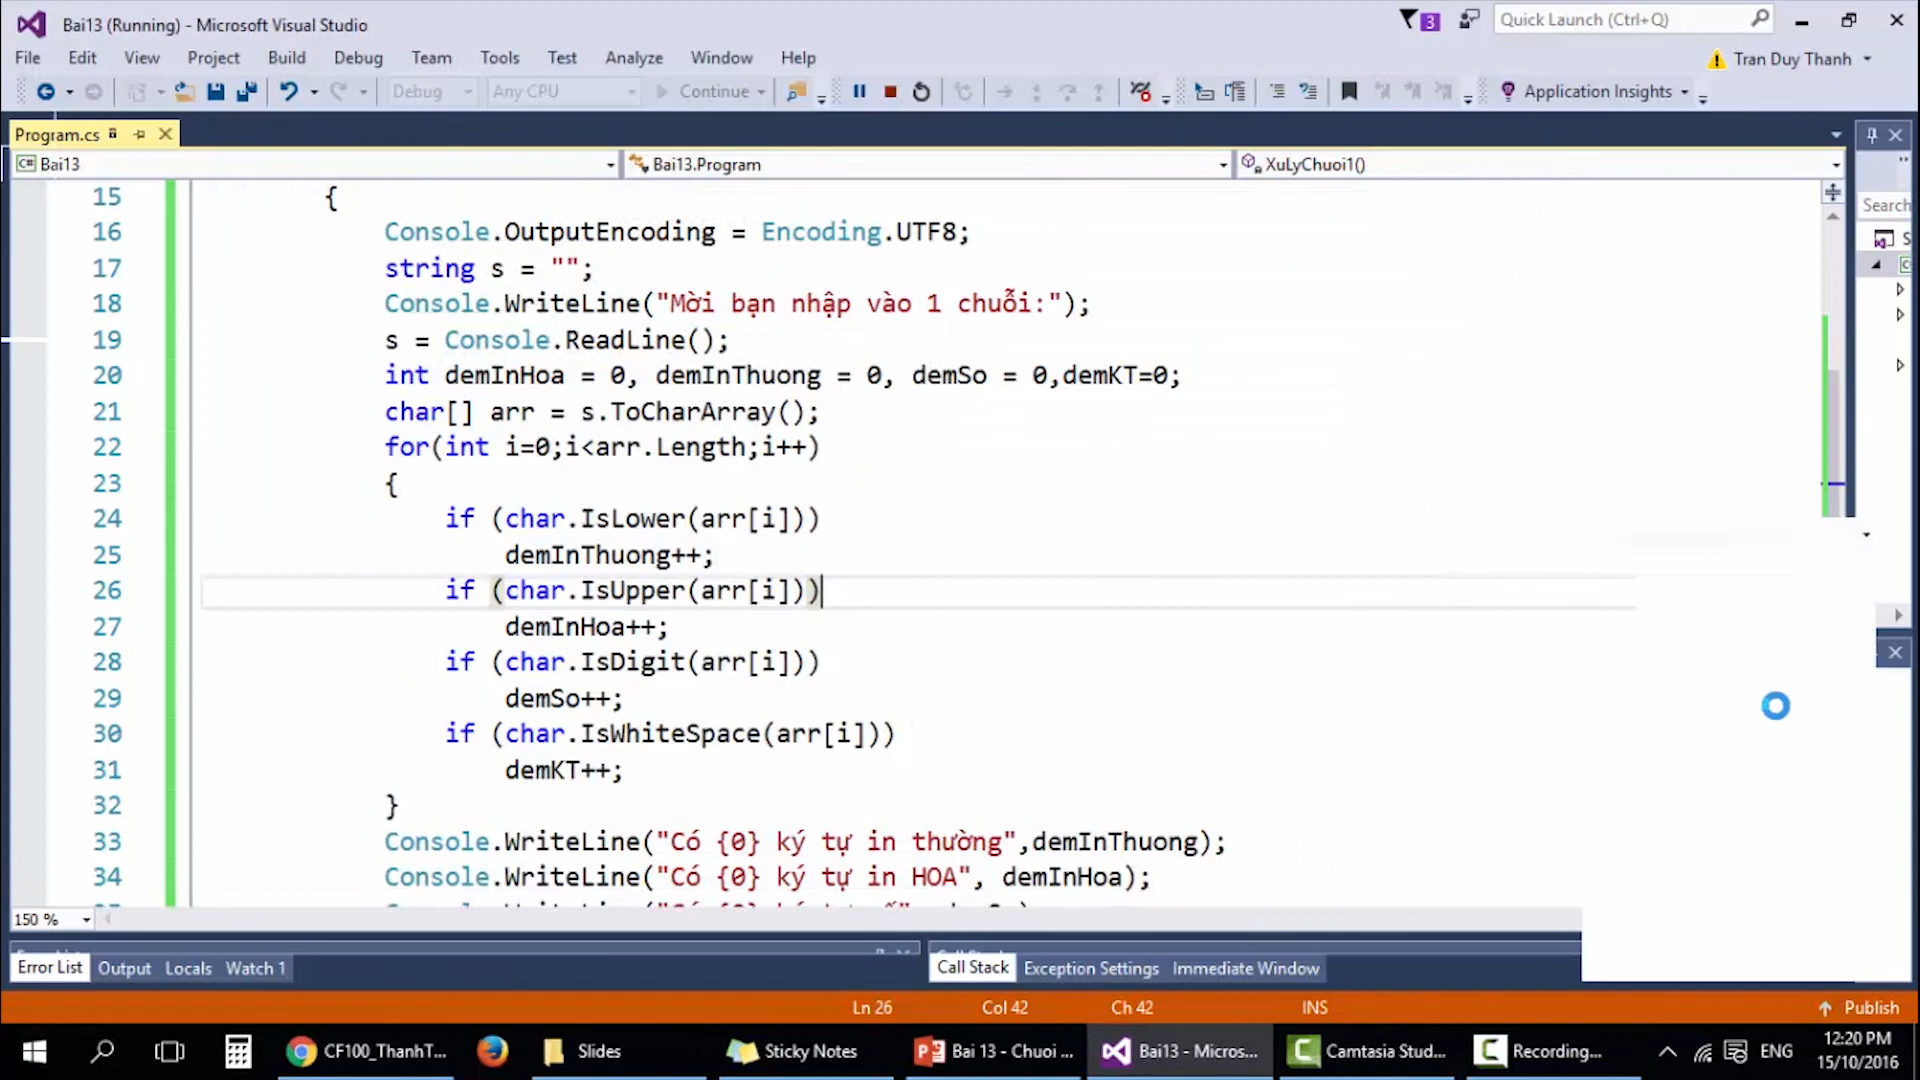 Bai13 (Running) - Microsoft Visual Studio
3
Quick Launch (Ctrl+Q)
File Edit View Project Build Debug Team Tools Test Analyze Window Help
Tran Duy Thanh
Debug Any CPU Continue Application Insights
Program.cs
C# Bai13 Bai13.Program XuLyChuoi1()
Search
15 {
16 Console.OutputEncoding = Encoding.UTF8;
17 string s = "";
18 Console.WriteLine("Mời bạn nhập vào 1 chuỗi:");
19 s = Console.ReadLine();
20 int demInHoa = 0, demInThuong = 0, demSo = 0,demKT=0;
21 char[] arr = s.ToCharArray();
22 for(int i=0;i<arr.Length;i++)
23 {
24 if (char.IsLower(arr[i]))
25 demInThuong++;
26 if (char.IsUpper(arr[i]))
27 demInHoa++;
28 if (char.IsDigit(arr[i]))
29 demSo++;
30 if (char.IsWhiteSpace(arr[i]))
31 demKT++;
32 }
33 Console.WriteLine("Có {0} ký tự in thường",demInThuong);
34 Console.WriteLine("Có {0} ký tự in HOA", demInHoa);
150 %
Error List Output Locals Watch 1 Call Stack Exception Settings Immediate Window
Ln 26 Col 42 Ch 42 INS Publish
CF100_ThanhT... Slides Sticky Notes Bai 13 - Chuoi ... Bai13 - Micros... Camtasia Stud... Recording... ENG 12:20 PM
15/10/2016